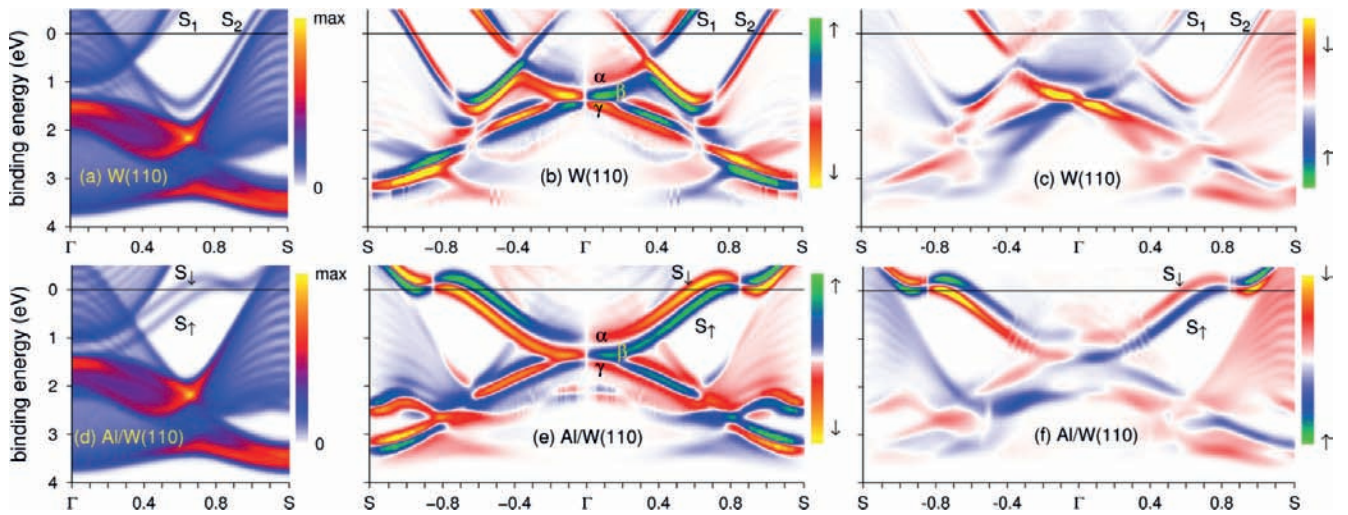 S₁ S₂ max
S₁ S₂ ↑
S₁ S₂ ↓
binding energy (eV)
0
1
2
3
4
α
β
γ
(a) W(110)
0
(b) W(110)
↓
(c) W(110)
↑
Γ 0.4 0.8 S
S −0.8 −0.4 Γ 0.4 0.8 S
S -0.8 -0.4 Γ 0.4 0.8 S
binding energy (eV)
0
1
2
3
4
S↓ max
S↑
S↓ ↑
S↑
S↓ ↓
S↑
α
β
γ
(d) Al/W(110)
0
(e) Al/W(110)
↓
(f) Al/W(110)
↑
Γ 0.4 0.8 S
S −0.8 −0.4 Γ 0.4 0.8 S
S -0.8 -0.4 Γ 0.4 0.8 S